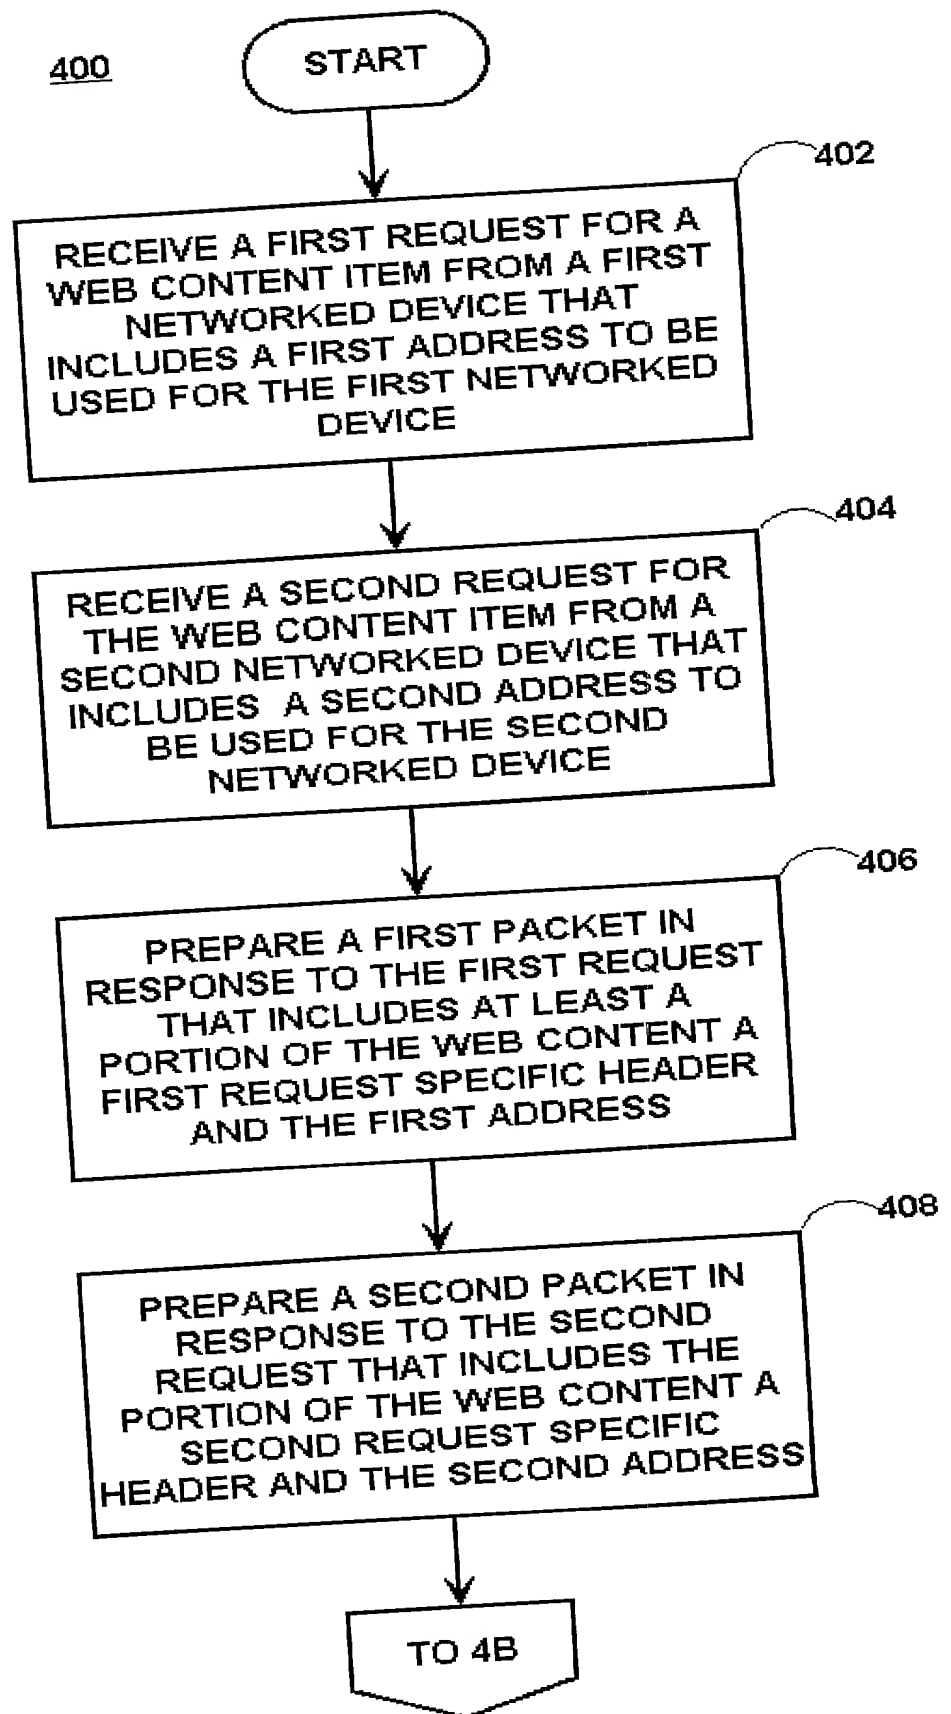 400
START
402
RECEIVE A FIRST REQUEST FOR A
WEB CONTENT ITEM FROM A FIRST
NETWORKED DEVICE THAT
INCLUDES A FIRST ADDRESS TO BE
USED FOR THE FIRST NETWORKED
DEVICE
404
RECEIVE A SECOND REQUEST FOR
THE WEB CONTENT ITEM FROM A
SECOND NETWORKED DEVICE THAT
INCLUDES A SECOND ADDRESS TO
BE USED FOR THE SECOND
NETWORKED DEVICE
406
PREPARE A FIRST PACKET IN
RESPONSE TO THE FIRST REQUEST
THAT INCLUDES AT LEAST A
PORTION OF THE WEB CONTENT A
FIRST REQUEST SPECIFIC HEADER
AND THE FIRST ADDRESS
408
PREPARE A SECOND PACKET IN
RESPONSE TO THE SECOND
REQUEST THAT INCLUDES THE
PORTION OF THE WEB CONTENT A
SECOND REQUEST SPECIFIC
HEADER AND THE SECOND ADDRESS
TO 4B